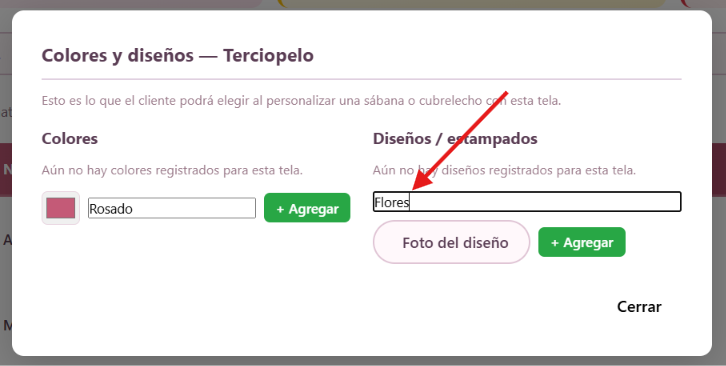 Colores y diseños — Terciopelo
Esto es lo que el cliente podrá elegir al personalizar una sábana o cubrelecho con esta tela.
Colores
Aún no hay colores registrados para esta tela.
Rosado
+ Agregar
Diseños / estampados
Aún no hay diseños registrados para esta tela.
Flores
Foto del diseño
+ Agregar
Cerrar